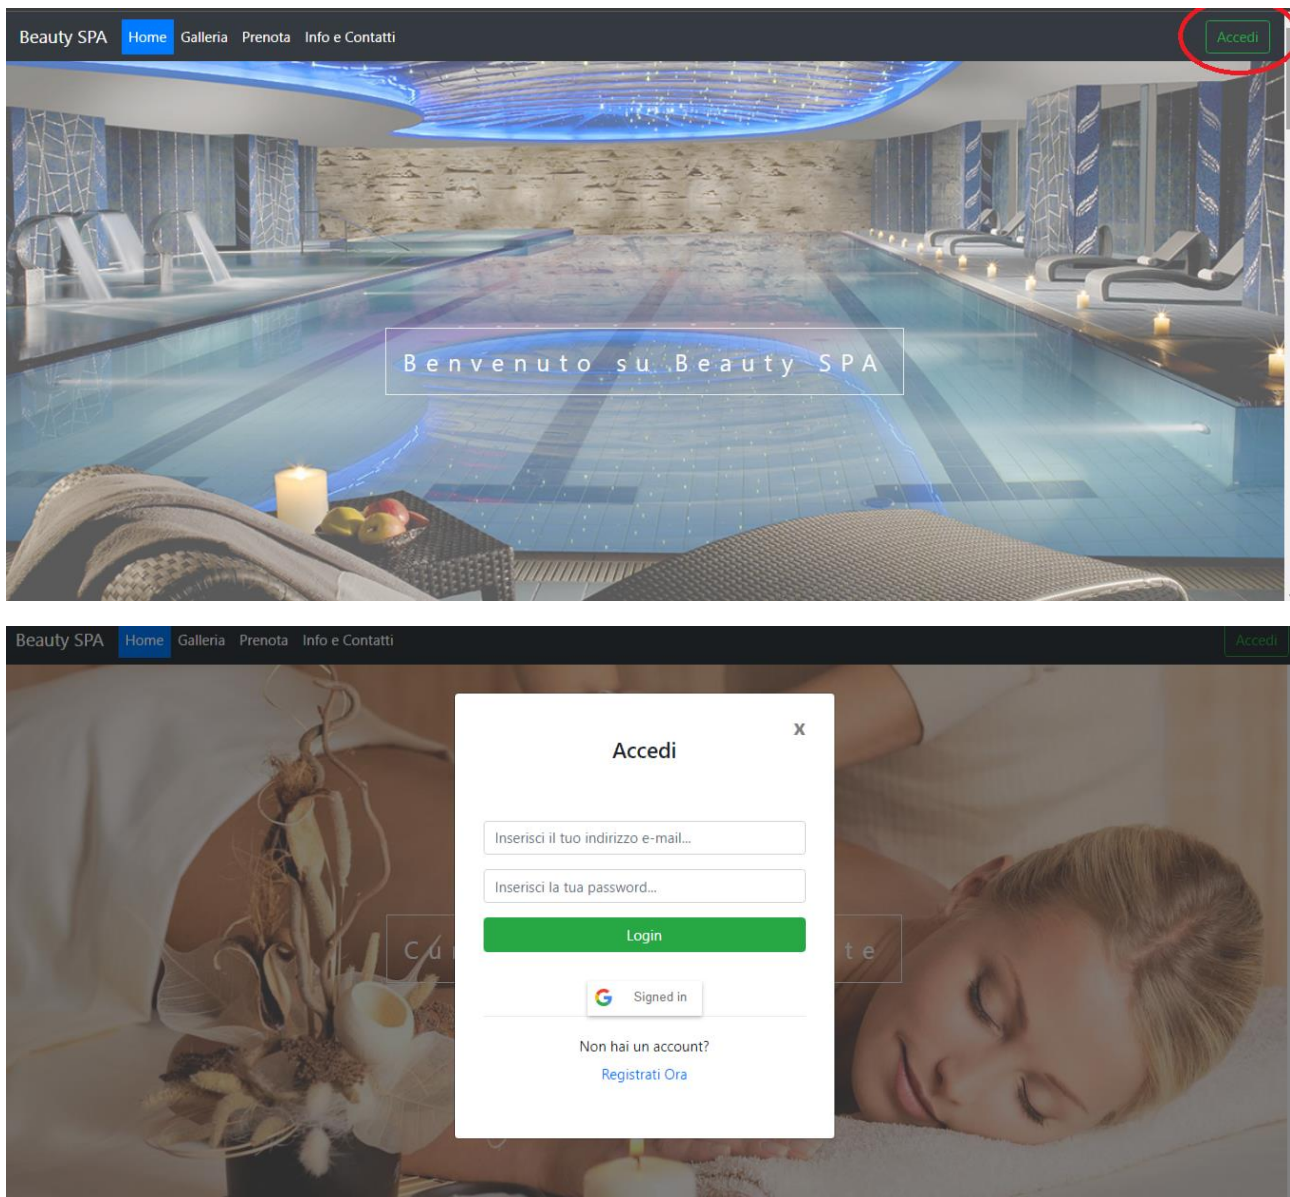 Beauty SPA Home Galleria Prenota Info e Contatti Accedi
Benvenuto su Beauty SPA
Beauty SPA Home Galleria Prenota Info e Contatti Accedi
x
Accedi
Inserisci il tuo indirizzo e-mail...
Inserisci la tua password...
Login
G Signed in
Non hai un account?
Registrati Ora